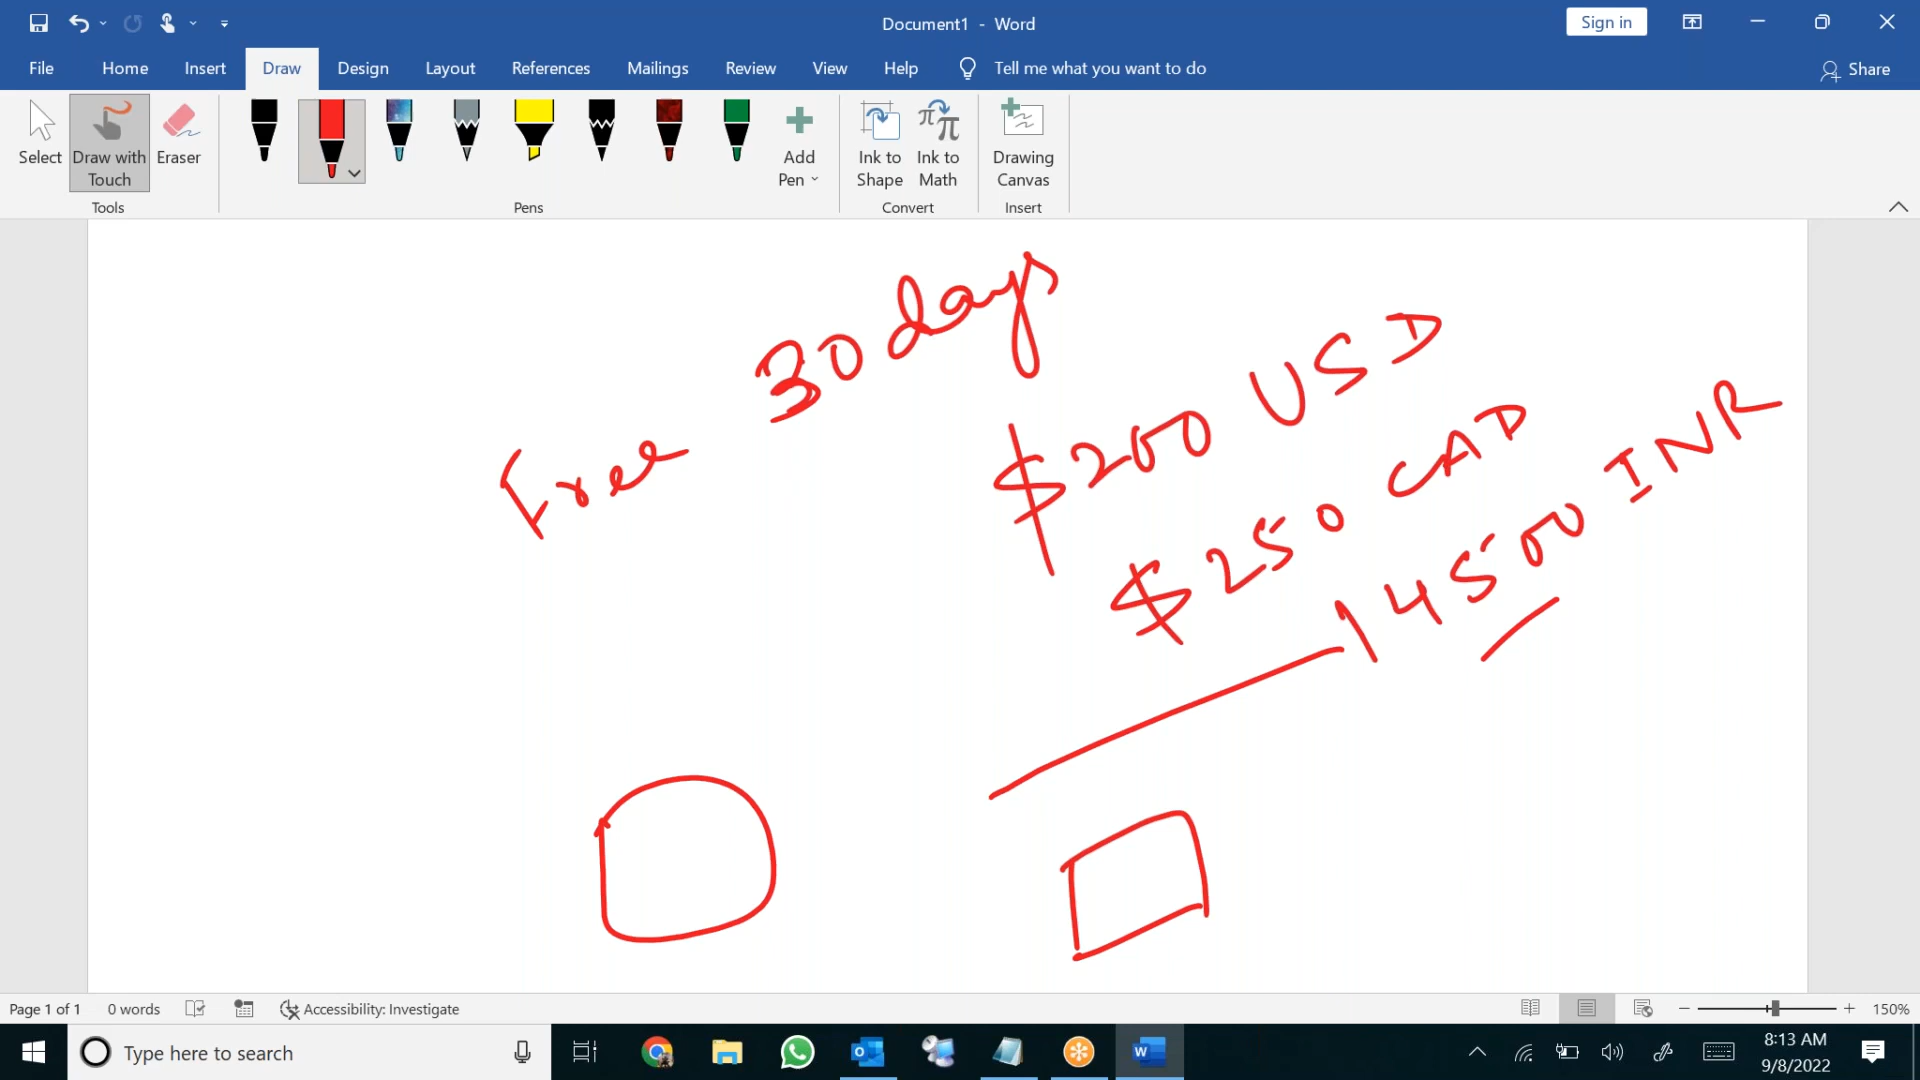 Document1 - Word
Sign in
File Home Insert Draw Design Layout References Mailings Review View Help Tell me what you want to do Share
Select Draw with Touch Eraser
Add Pen
Ink to Shape Ink to Math Drawing Canvas
Tools Pens Convert Insert
30 days
Free
$200 USD
$250 CAD
14500 INR
Page 1 of 1 0 words Accessibility: Investigate 150%
Type here to search
8:13 AM
9/8/2022